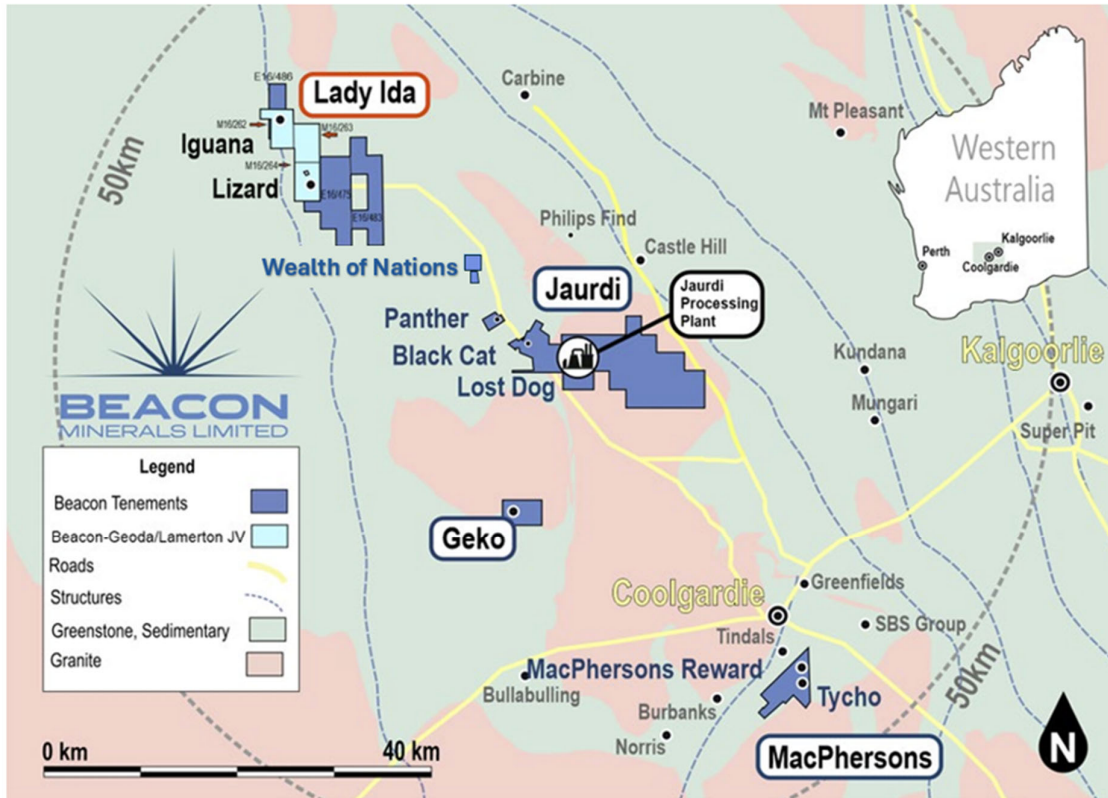 E16/486
Lady Ida
M16/262
M16/263
Iguana
M16/264
Lizard
E16/475
E16/483
50km
Carbine
Mt Pleasant
Western
Australia
Perth
Kalgoorlie
Coolgardie
Philips Find
Castle Hill
Wealth of Nations
Jaurdi
Jaurdi
Processing
Plant
Panther
Black Cat
Lost Dog
Kundana
Kalgoorlie
Mungari
Super Pit
BEACON
MINERALS LIMITED
Legend
Beacon Tenements
Beacon-Geoda/Lamerton JV
Roads
Structures
Greenstone, Sedimentary
Granite
Geko
Coolgardie
Greenfields
SBS Group
Tindals
MacPhersons Reward
Tycho
Bullabulling
Burbanks
Norris
50km
MacPhersons
0 km
40 km
N